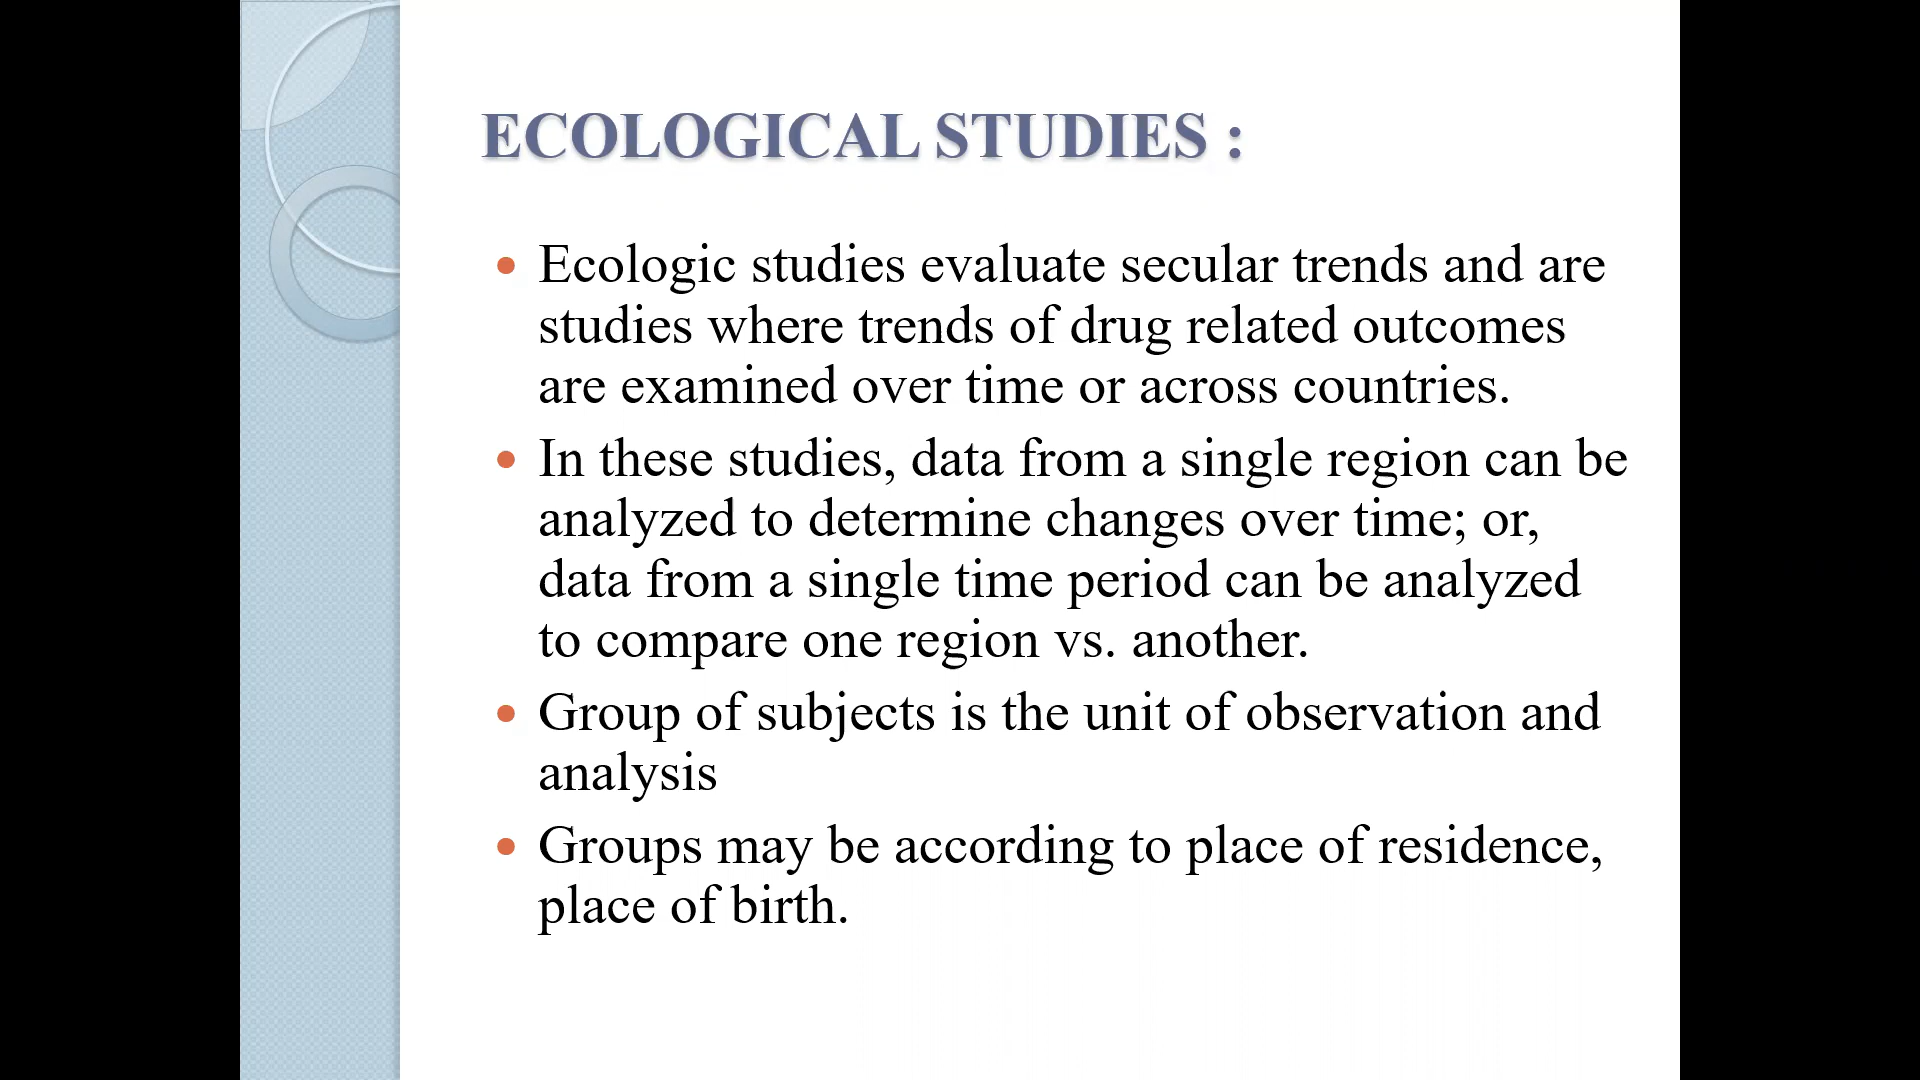 ECOLOGICAL STUDIES :
• Ecologic studies evaluate secular trends and are
studies where trends of drug related outcomes
are examined over time or across countries.
• In these studies, data from a single region can be
analyzed to determine changes over time; or,
data from a single time period can be analyzed
to compare one region vs. another.
• Group of subjects is the unit of observation and
analysis
• Groups may be according to place of residence,
place of birth.